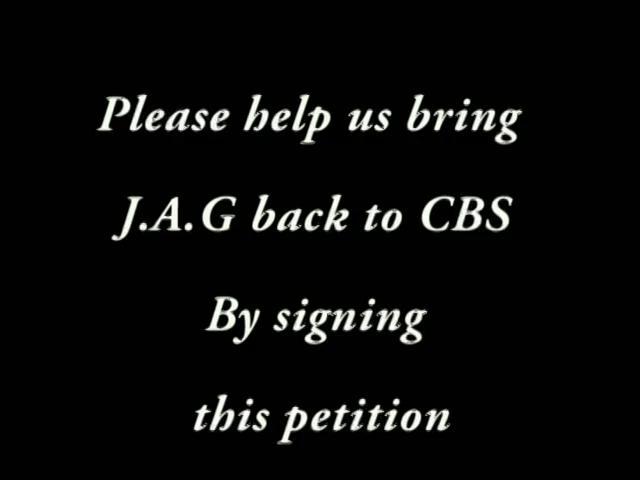 Please help us bring
J.A.G back to CBS
By signing
this petition